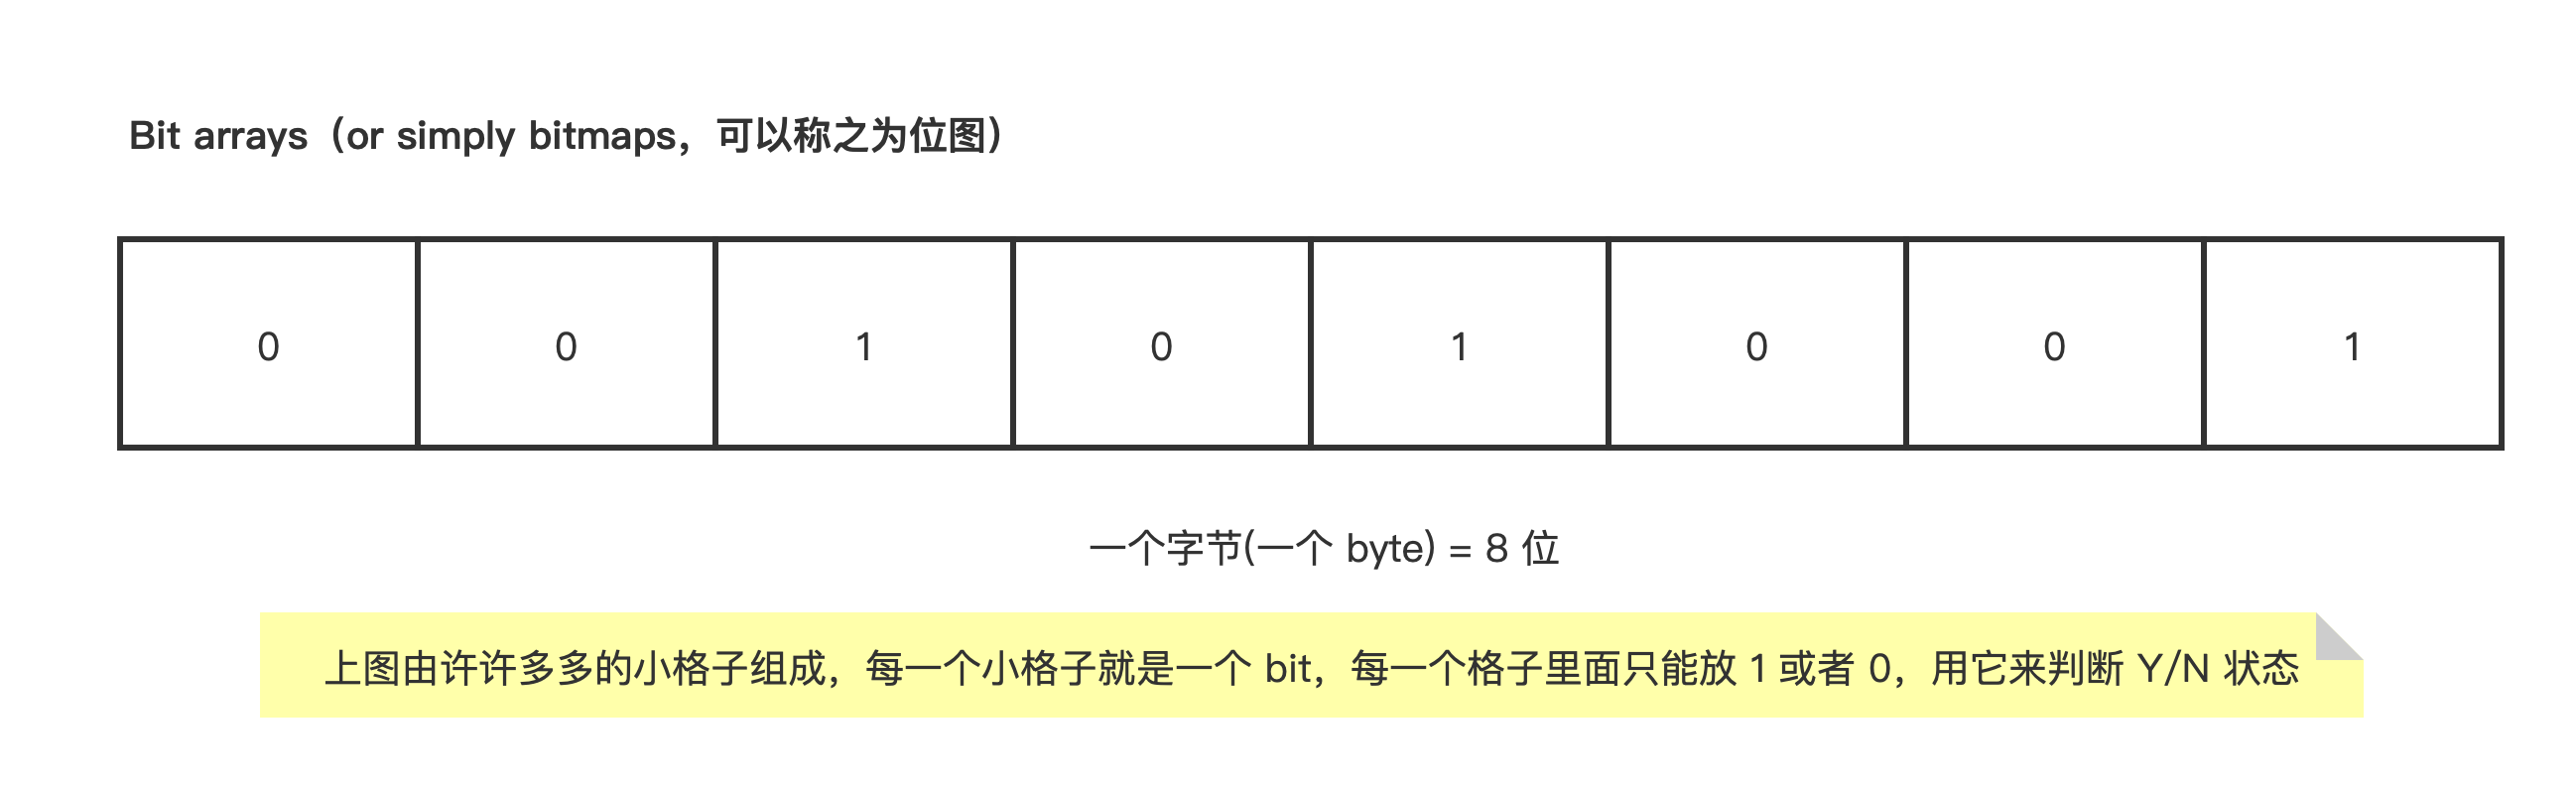 Bit arrays（or simply bitmaps，可以称之为位图）
0 0 1 0 1 0 0 1
一个字节(一个 byte) = 8 位
上图由许许多多的小格子组成，每一个小格子就是一个 bit，每一个格子里面只能放 1 或者 0，用它来判断 Y/N 状态